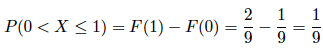 P(0 < X ≤ 1) = F(1) − F(0) = 2/9 − 1/9 = 1/9